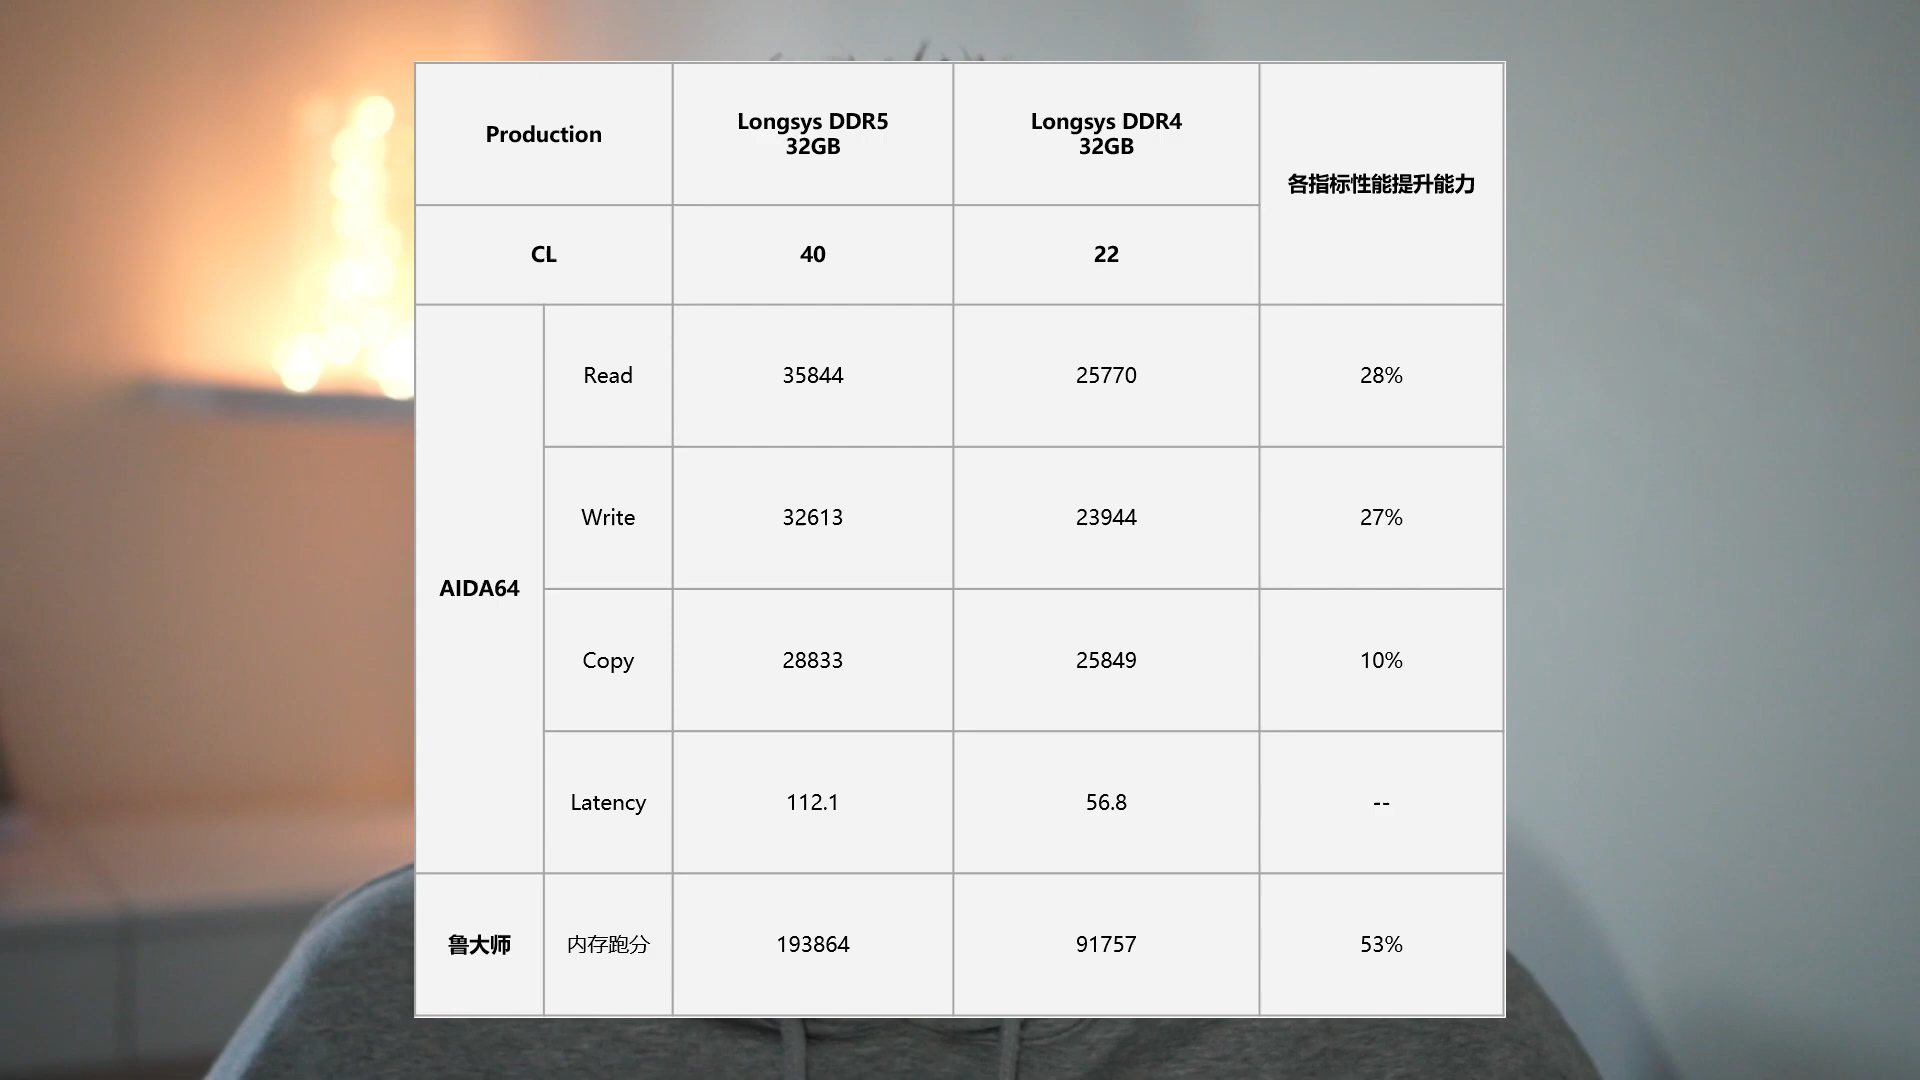 Production
Longsys DDR5
32GB
Longsys DDR4
32GB
各指标性能提升能力
CL
40
22
AIDA64
Read
35844
25770
28%
Write
32613
23944
27%
Copy
28833
25849
10%
Latency
112.1
56.8
--
鲁大师
内存跑分
193864
91757
53%